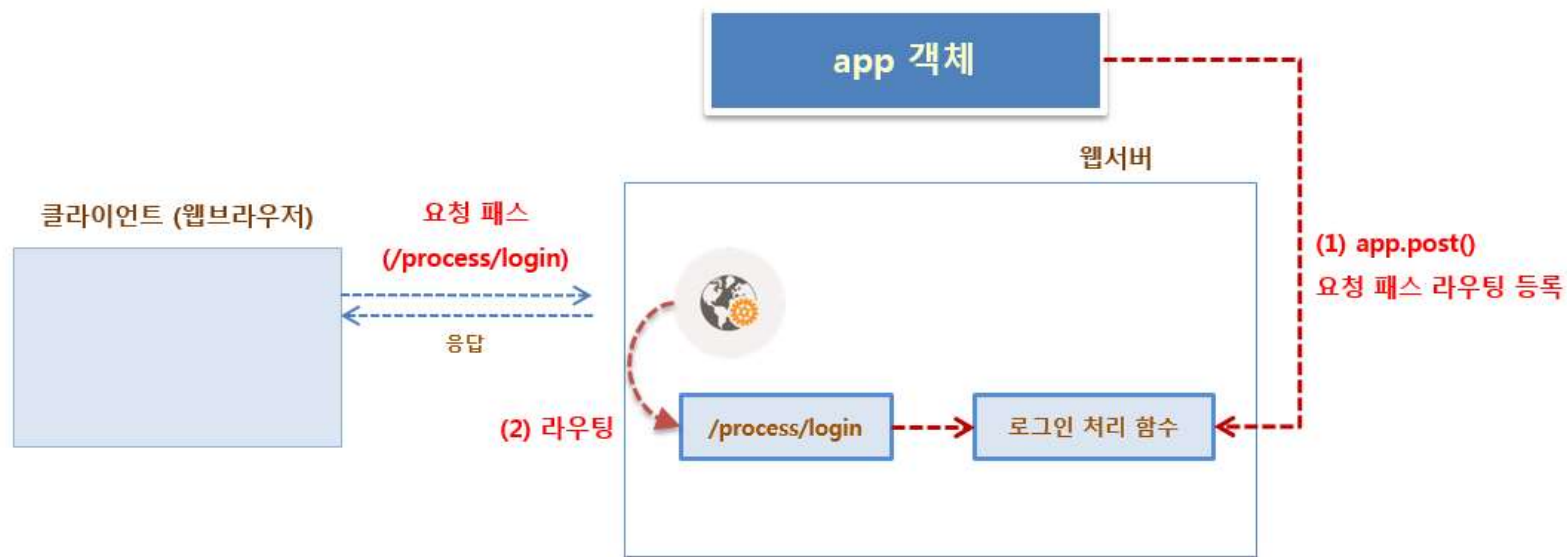 app 객체
웹서버
클라이언트 (웹브라우저)
요청 패스
(/process/login)
응답
(1) app.post()
요청 패스 라우팅 등록
(2) 라우팅
/process/login
로그인 처리 함수